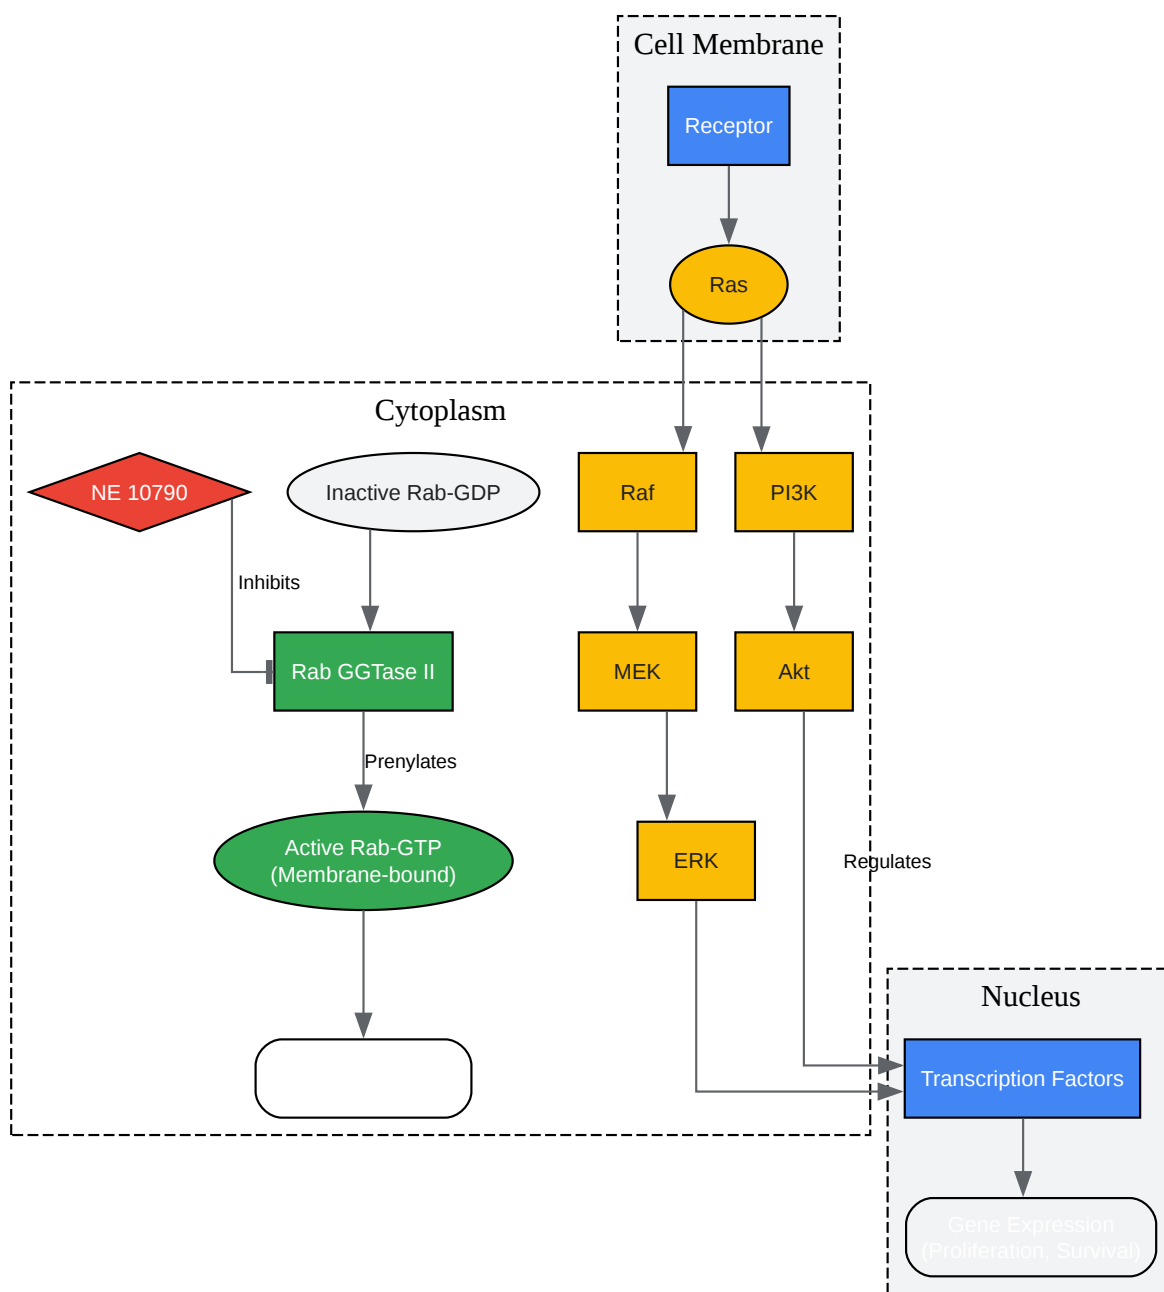 Cell Membrane
Receptor
Ras
Cytoplasm
NE 10790
Inactive Rab-GDP
Raf
PI3K
Inhibits
Rab GGTase II
MEK
Akt
Prenylates
Active Rab-GTP
(Membrane-bound)
ERK
Regulates
Nucleus
Transcription Factors
Gene Expression
(Proliferation, Survival)